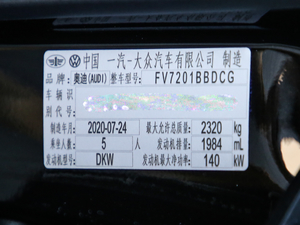 中国 一汽-大众汽车有限公司 制造
品牌 奥迪(AUDI) 整车型号 FV7201BBDCG
车辆识
别代号
制造年月 2020-07-24 最大允许总质量 2320 kg
乘坐人数 5 人 发动机排量 1984 mL
发动机型号 DKW 发动机最大净功率 140 kW